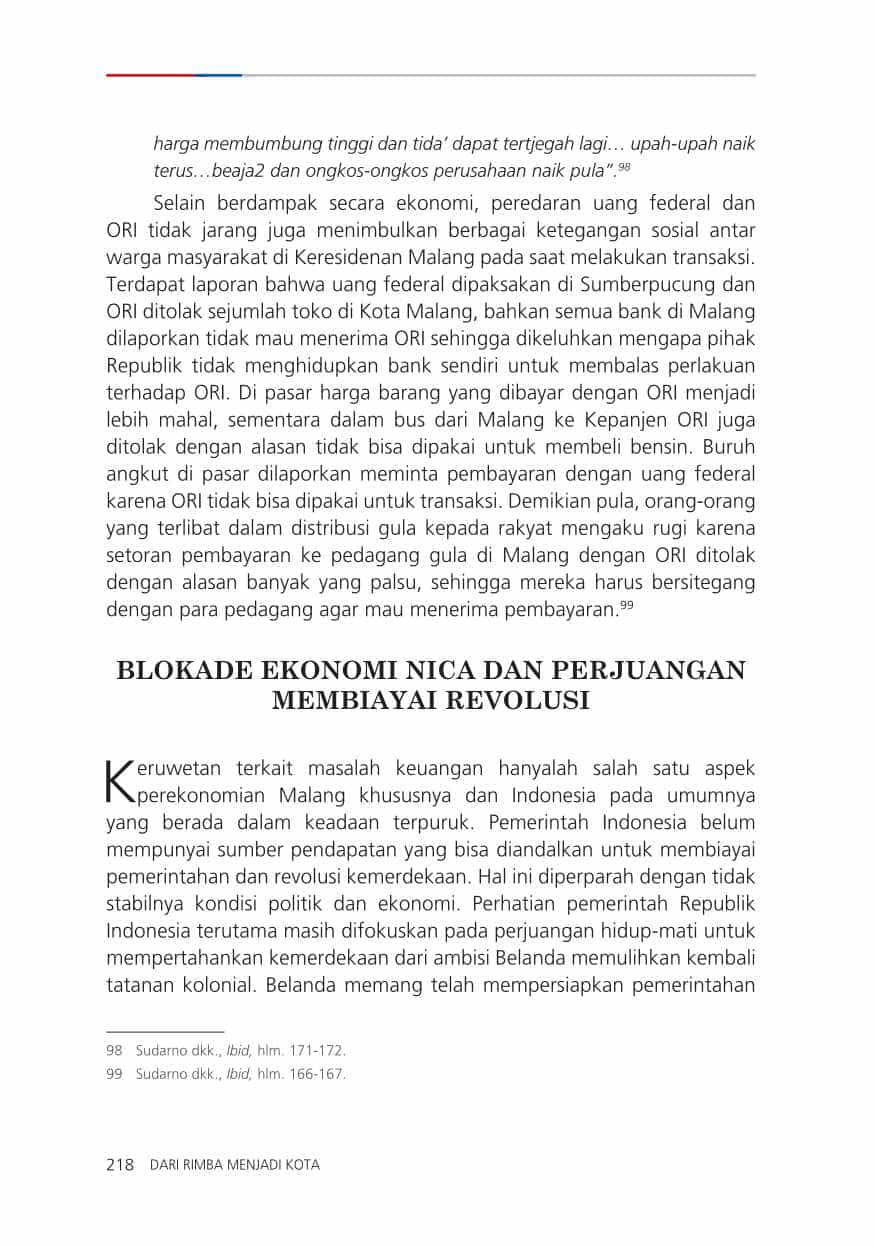 harga membumbung tinggi dan tida’ dapat tertjegah lagi… upah-upah naik
terus…beaja2 dan ongkos-ongkos perusahaan naik pula”.98
Selain berdampak secara ekonomi, peredaran uang federal dan
ORI tidak jarang juga menimbulkan berbagai ketegangan sosial antar
warga masyarakat di Keresidenan Malang pada saat melakukan transaksi.
Terdapat laporan bahwa uang federal dipaksakan di Sumberpucung dan
ORI ditolak sejumlah toko di Kota Malang, bahkan semua bank di Malang
dilaporkan tidak mau menerima ORI sehingga dikeluhkan mengapa pihak
Republik tidak menghidupkan bank sendiri untuk membalas perlakuan
terhadap ORI. Di pasar harga barang yang dibayar dengan ORI menjadi
lebih mahal, sementara dalam bus dari Malang ke Kepanjen ORI juga
ditolak dengan alasan tidak bisa dipakai untuk membeli bensin. Buruh
angkut di pasar dilaporkan meminta pembayaran dengan uang federal
karena ORI tidak bisa dipakai untuk transaksi. Demikian pula, orang-orang
yang terlibat dalam distribusi gula kepada rakyat mengaku rugi karena
setoran pembayaran ke pedagang gula di Malang dengan ORI ditolak
dengan alasan banyak yang palsu, sehingga mereka harus bersitegang
dengan para pedagang agar mau menerima pembayaran.99
BLOKADE EKONOMI NICA DAN PERJUANGAN
MEMBIAYAI REVOLUSI
Keruwetan terkait masalah keuangan hanyalah salah satu aspek
perekonomian Malang khususnya dan Indonesia pada umumnya
yang berada dalam keadaan terpuruk. Pemerintah Indonesia belum
mempunyai sumber pendapatan yang bisa diandalkan untuk membiayai
pemerintahan dan revolusi kemerdekaan. Hal ini diperparah dengan tidak
stabilnya kondisi politik dan ekonomi. Perhatian pemerintah Republik
Indonesia terutama masih difokuskan pada perjuangan hidup-mati untuk
mempertahankan kemerdekaan dari ambisi Belanda memulihkan kembali
tatanan kolonial. Belanda memang telah mempersiapkan pemerintahan
98 Sudarno dkk., Ibid, hlm. 171-172.
99 Sudarno dkk., Ibid, hlm. 166-167.
218 DARI RIMBA MENJADI KOTA